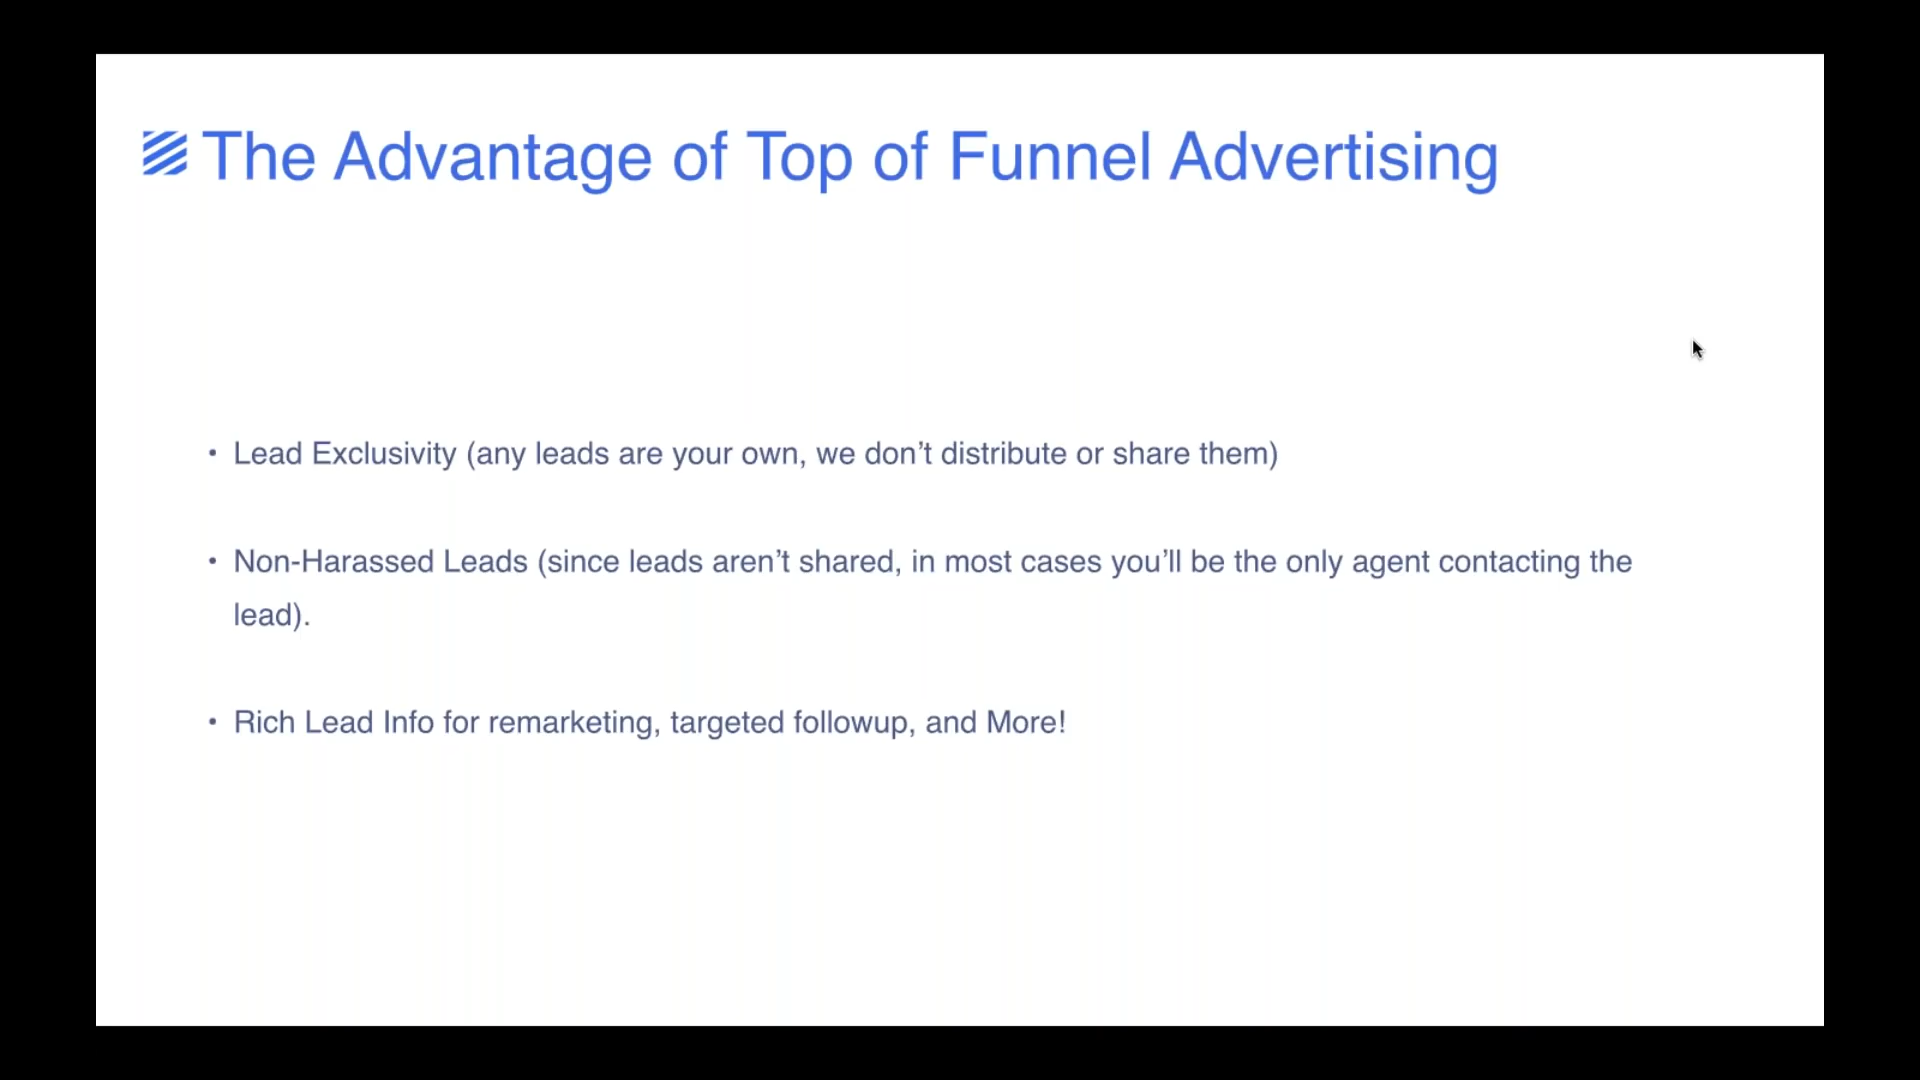 The Advantage of Top of Funnel Advertising
• Lead Exclusivity (any leads are your own, we don’t distribute or share them)
• Non-Harassed Leads (since leads aren’t shared, in most cases you’ll be the only agent contacting the
lead).
• Rich Lead Info for remarketing, targeted followup, and More!